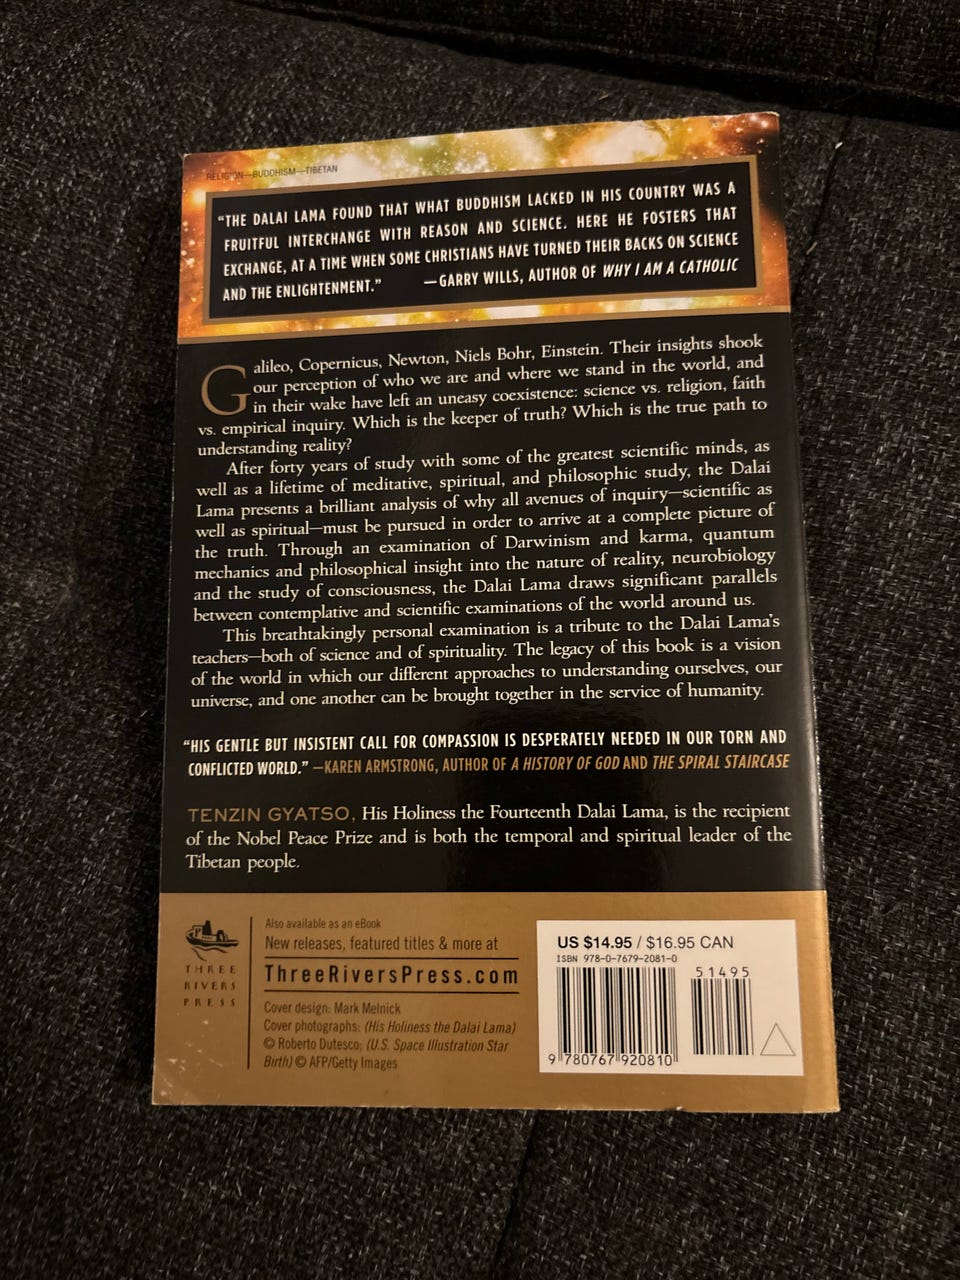 RELIGION—BUDDHISM—TIBETAN
"THE DALAI LAMA FOUND THAT WHAT BUDDHISM LACKED IN HIS COUNTRY WAS A
FRUITFUL INTERCHANGE WITH REASON AND SCIENCE. HERE HE FOSTERS THAT
EXCHANGE, AT A TIME WHEN SOME CHRISTIANS HAVE TURNED THEIR BACKS ON SCIENCE
AND THE ENLIGHTENMENT." —GARRY WILLS, AUTHOR OF WHY I AM A CATHOLIC
Galileo, Copernicus, Newton, Niels Bohr, Einstein. Their insights shook
our perception of who we are and where we stand in the world, and
in their wake have left an uneasy coexistence: science vs. religion, faith
vs. empirical inquiry. Which is the keeper of truth? Which is the true path to
understanding reality?
After forty years of study with some of the greatest scientific minds, as
well as a lifetime of meditative, spiritual, and philosophic study, the Dalai
Lama presents a brilliant analysis of why all avenues of inquiry—scientific as
well as spiritual—must be pursued in order to arrive at a complete picture of
the truth. Through an examination of Darwinism and karma, quantum
mechanics and philosophical insight into the nature of reality, neurobiology
and the study of consciousness, the Dalai Lama draws significant parallels
between contemplative and scientific examinations of the world around us.
This breathtakingly personal examination is a tribute to the Dalai Lama's
teachers—both of science and of spirituality. The legacy of this book is a vision
of the world in which our different approaches to understanding ourselves, our
universe, and one another can be brought together in the service of humanity.
"HIS GENTLE BUT INSISTENT CALL FOR COMPASSION IS DESPERATELY NEEDED IN OUR TORN AND
CONFLICTED WORLD." —KAREN ARMSTRONG, AUTHOR OF A HISTORY OF GOD AND THE SPIRAL STAIRCASE
TENZIN GYATSO, His Holiness the Fourteenth Dalai Lama, is the recipient
of the Nobel Peace Prize and is both the temporal and spiritual leader of the
Tibetan people.
THREE
RIVERS
PRESS
Also available as an eBook
New releases, featured titles & more at
ThreeRiversPress.com
Cover design: Mark Melnick
Cover photographs: (His Holiness the Dalai Lama)
© Roberto Dutesco; (U.S. Space Illustration Star
Birth) © AFP/Getty Images
US $14.95 / $16.95 CAN
ISBN 978-0-7679-2081-0
51495
9 780767 920810